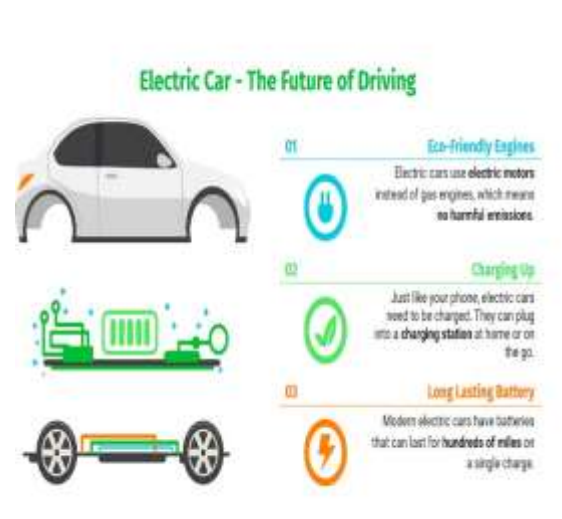 Electric Car - The Future of Driving
01 Eco-Friendly Engines
Electric cars use electric motors
instead of gas engines, which means
no harmful emissions.
02 Charging Up
Just like your phone, electric cars
need to be charged. They can plug
into a charging station at home or on
the go.
03 Long Lasting Battery
Modern electric cars have batteries
that can last for hundreds of miles on
a single charge.